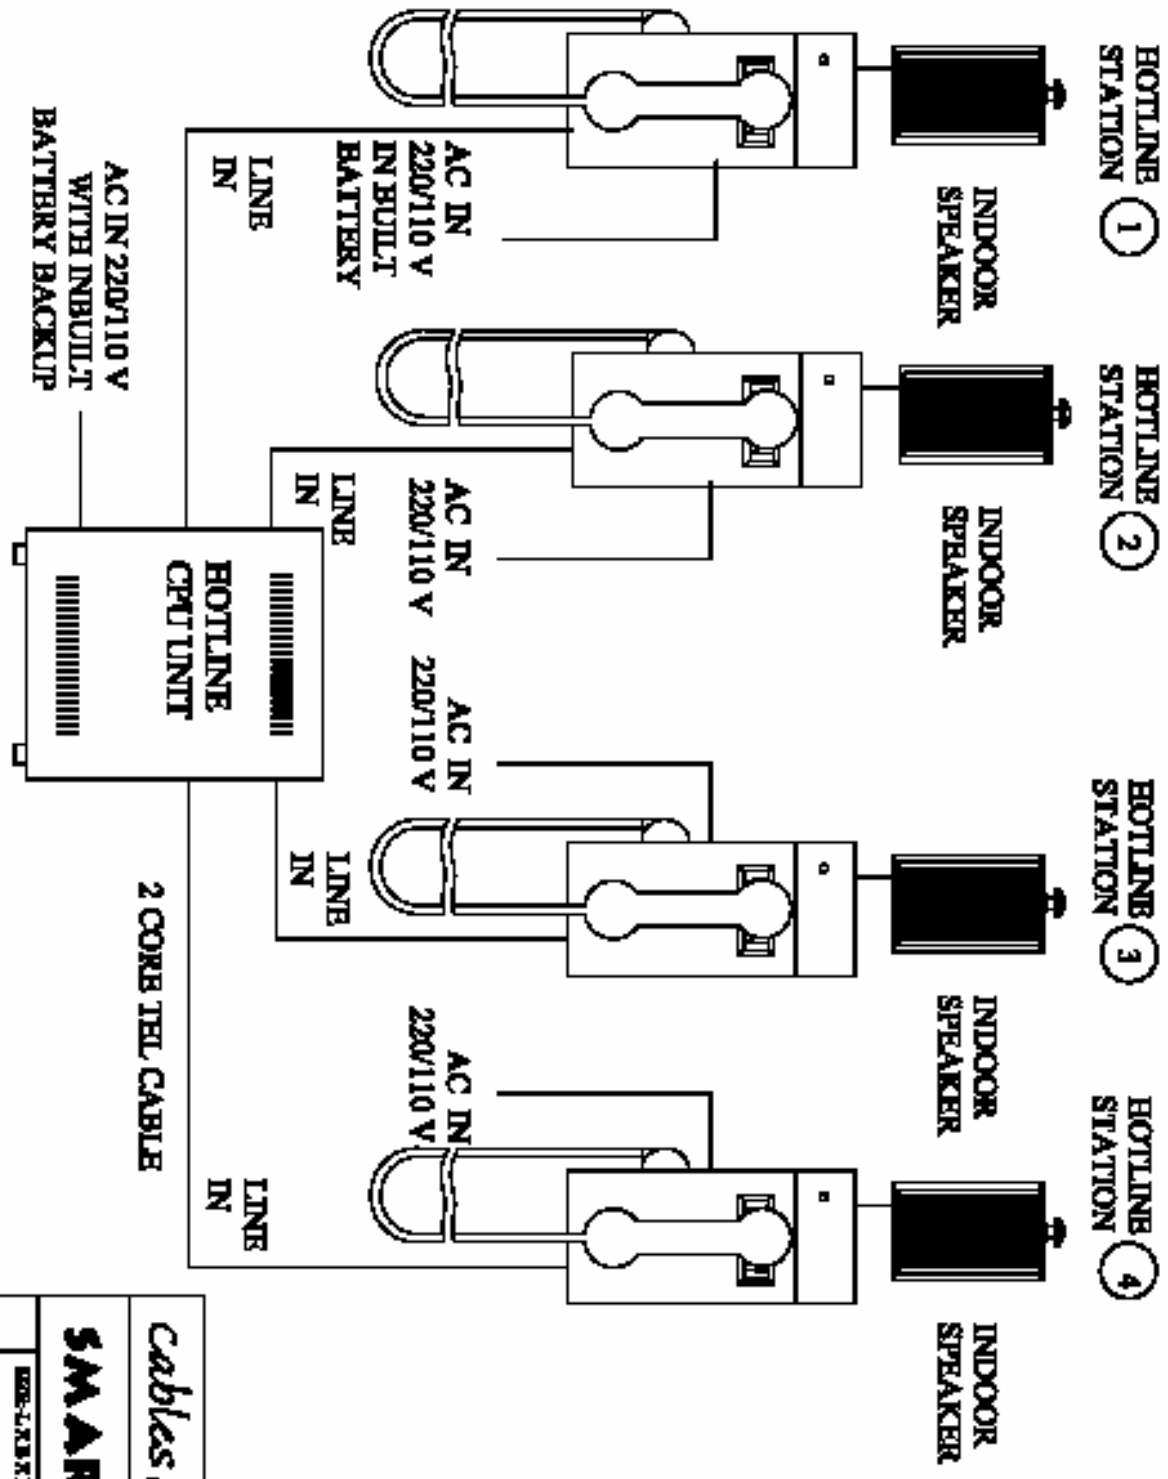 HOTLINE
STATION
1
INDOOR
SPEAKER
HOTLINE
STATION
2
INDOOR
SPEAKER
HOTLINE
STATION
3
INDOOR
SPEAKER
HOTLINE
STATION
4
INDOOR
SPEAKER
AC IN
220/110 V
IN BUILT
BATTERY
AC IN
220/110 V
AC IN
220/110 V
AC IN
220/110 V
LINE
IN
LINE
IN
LINE
IN
LINE
IN
AC IN 220/110 V
WITH INBUILT
BATTERY BACKUP
HOTLINE
CPU UNIT
2 CORE TEL CABLE
Cables